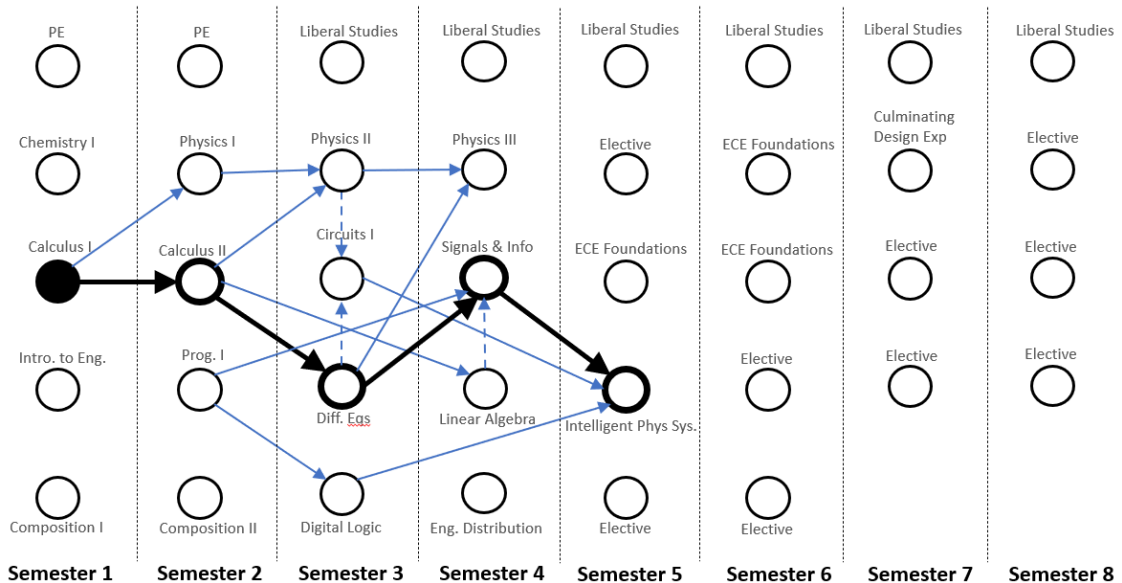 PE
PE
Liberal Studies
Liberal Studies
Liberal Studies
Liberal Studies
Liberal Studies
Liberal Studies
Chemistry I
Physics I
Physics II
Physics III
Elective
ECE Foundations
Culminating
Design Exp
Elective
Calculus I
Calculus II
Circuits I
Signals & Info
ECE Foundations
ECE Foundations
Elective
Elective
Intro. to Eng.
Prog. I
Diff. Eqs
Linear Algebra
Intelligent Phys Sys.
Elective
Elective
Elective
Composition I
Composition II
Digital Logic
Eng. Distribution
Elective
Elective
Semester 1
Semester 2
Semester 3
Semester 4
Semester 5
Semester 6
Semester 7
Semester 8